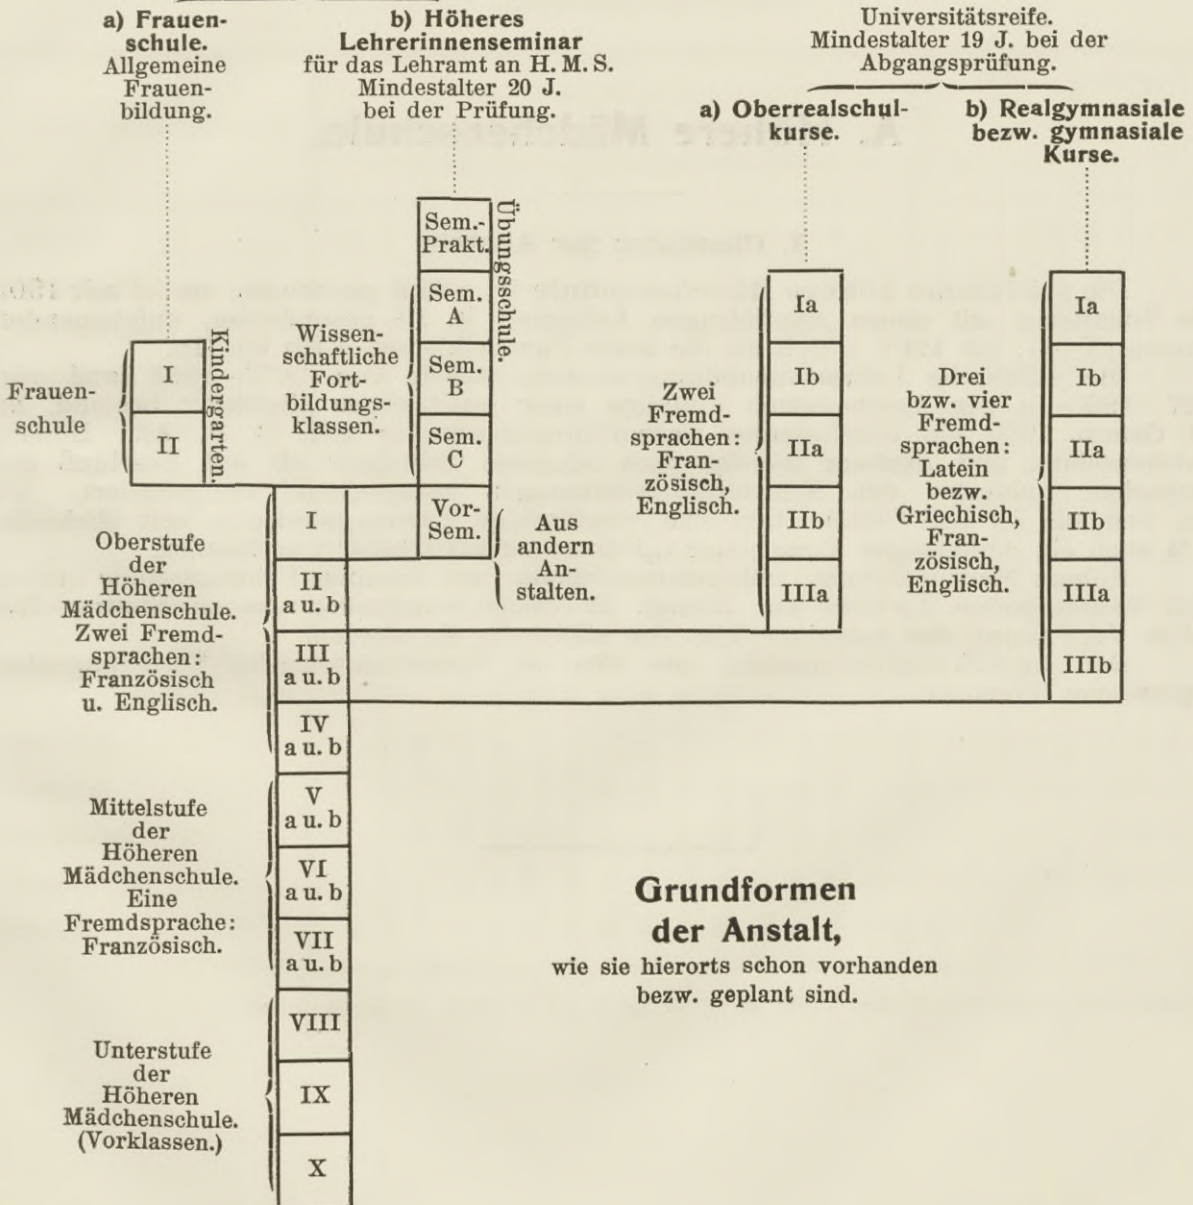 a) Frauen-
schule.
Allgemeine
Frauen-
bildung.
b) Höheres
Lehrerinnenseminar
für das Lehramt an H. M. S.
Mindestalter 20 J.
bei der Prüfung.
Universitätsreife.
Mindestalter 19 J. bei der
Abgangsprüfung.
a) Oberrealschul-
kurse.
b) Realgymnasiale
bezw. gymnasiale
Kurse.
Frauen-
schule
I
II
Kindergarten.
Wissen-
schaftliche
Fort-
bildungs-
klassen.
Sem.-
Prakt.
Sem.
A
Sem.
B
Sem.
C
Vor-
Sem.
Übungsschule.
Aus
andern
An-
stalten.
Zwei
Fremd-
sprachen:
Fran-
zösisch,
Englisch.
Ia
Ib
IIa
IIb
IIIa
Drei
bzw. vier
Fremd-
sprachen:
Latein
bezw.
Griechisch,
Fran-
zösisch,
Englisch.
Ia
Ib
IIa
IIb
IIIa
IIIb
Oberstufe
der
Höheren
Mädchenschule.
Zwei Fremd-
sprachen:
Französisch
u. Englisch.
I
II
a u. b
III
a u. b
IV
a u. b
Mittelstufe
der
Höheren
Mädchenschule.
Eine
Fremdsprache:
Französisch.
V
a u. b
VI
a u. b
VII
a u. b
Unterstufe
der
Höheren
Mädchenschule.
(Vorklassen.)
VIII
IX
X
Grundformen
der Anstalt,
wie sie hierorts schon vorhanden
bezw. geplant sind.